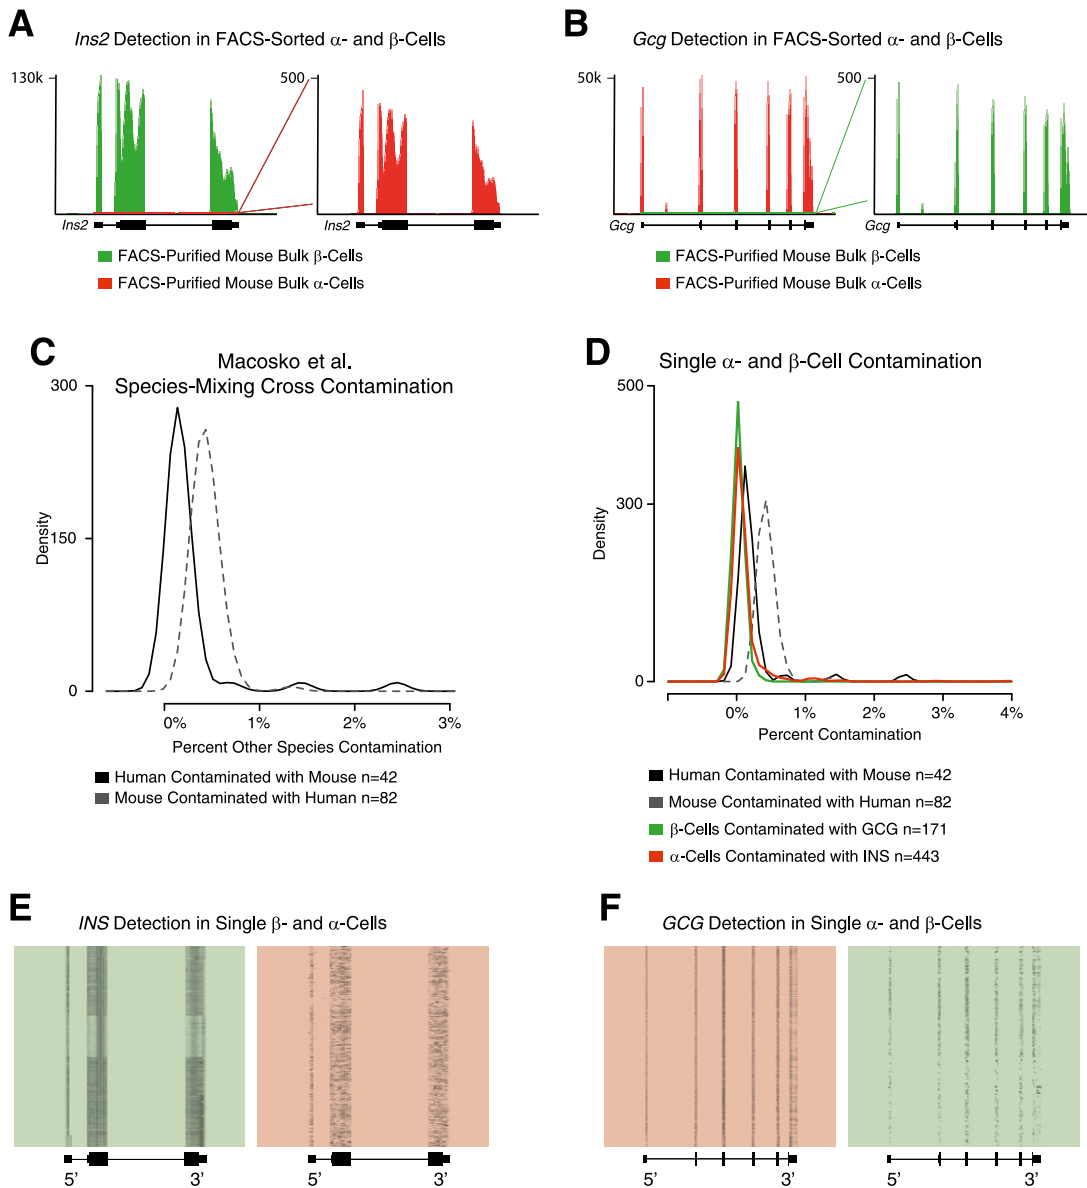 A
Ins2 Detection in FACS-Sorted α- and β-Cells
130k
500
Ins2
Ins2
FACS-Purified Mouse Bulk β-Cells
FACS-Purified Mouse Bulk α-Cells
B
Gcg Detection in FACS-Sorted α- and β-Cells
50k
500
Gcg
Gcg
FACS-Purified Mouse Bulk β-Cells
FACS-Purified Mouse Bulk α-Cells
C
Macosko et al.
Species-Mixing Cross Contamination
300
150
0
Density
0% 1% 2% 3%
Percent Other Species Contamination
Human Contaminated with Mouse n=42
Mouse Contaminated with Human n=82
D
Single α- and β-Cell Contamination
500
300
0
Density
0% 1% 2% 3% 4%
Percent Contamination
Human Contaminated with Mouse n=42
Mouse Contaminated with Human n=82
β-Cells Contaminated with GCG n=171
α-Cells Contaminated with INS n=443
E
INS Detection in Single β- and α-Cells
5' 3' 5' 3'
F
GCG Detection in Single α- and β-Cells
5' 3' 5' 3'